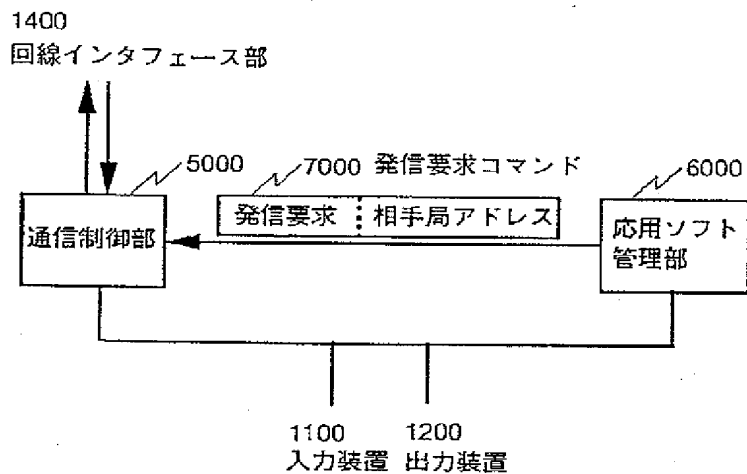 1400
回線インタフェース部
5000
7000 発信要求コマンド
6000
発信要求 相手局アドレス
通信制御部
応用ソフト
管理部
1100 1200
入力装置 出力装置